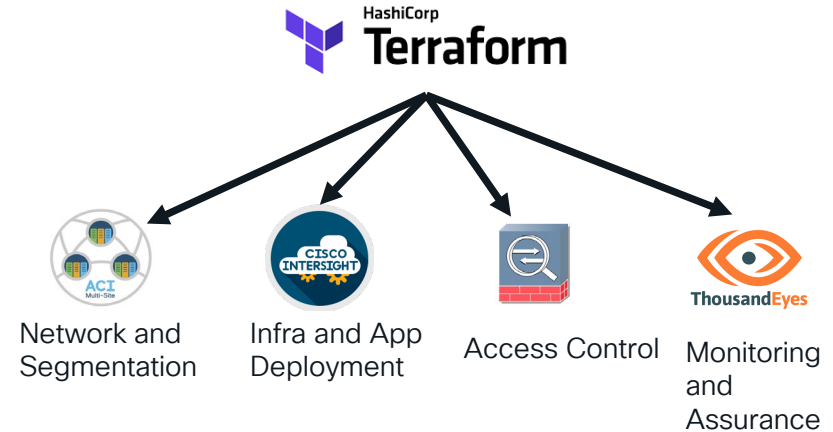 HashiCorp
Terraform
ACI
Multi-Site
CISCO
INTERSIGHT
ThousandEyes
Network and
Segmentation
Infra and App
Deployment
Access Control
Monitoring
and
Assurance